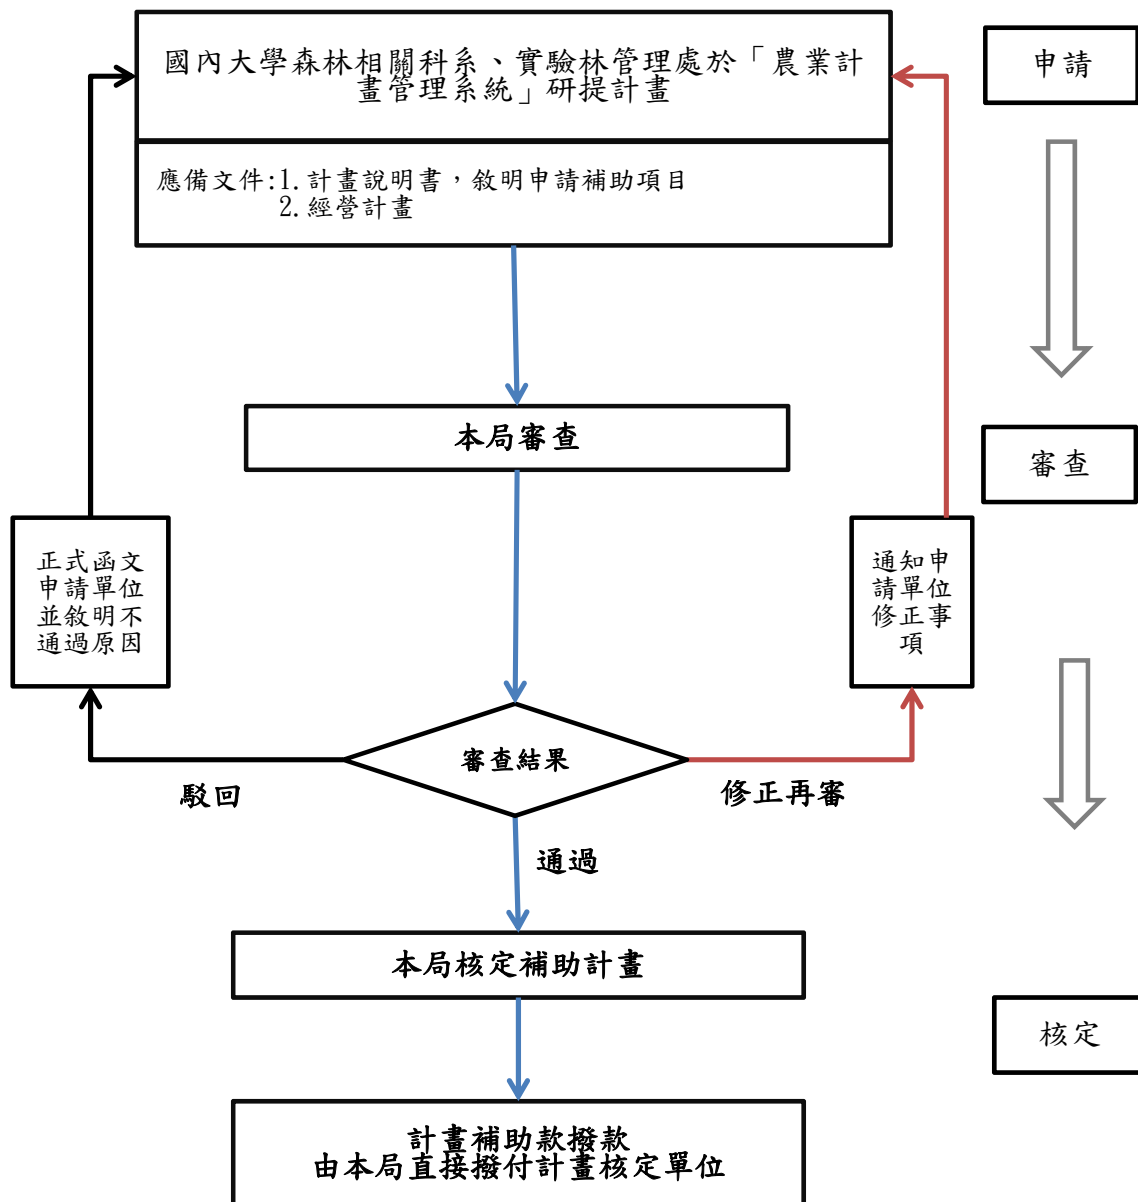 國內大學森林相關科系、實驗林管理處於「農業計
畫管理系統」研提計畫
申請
應備文件:1.計畫說明書，敘明申請補助項目
2.經營計畫
本局審查
審查
正式函文
申請單位
並敘明不
通過原因
通知申
請單位
修正事
項
審查結果
駁回
修正再審
通過
本局核定補助計畫
核定
計畫補助款撥款
由本局直接撥付計畫核定單位